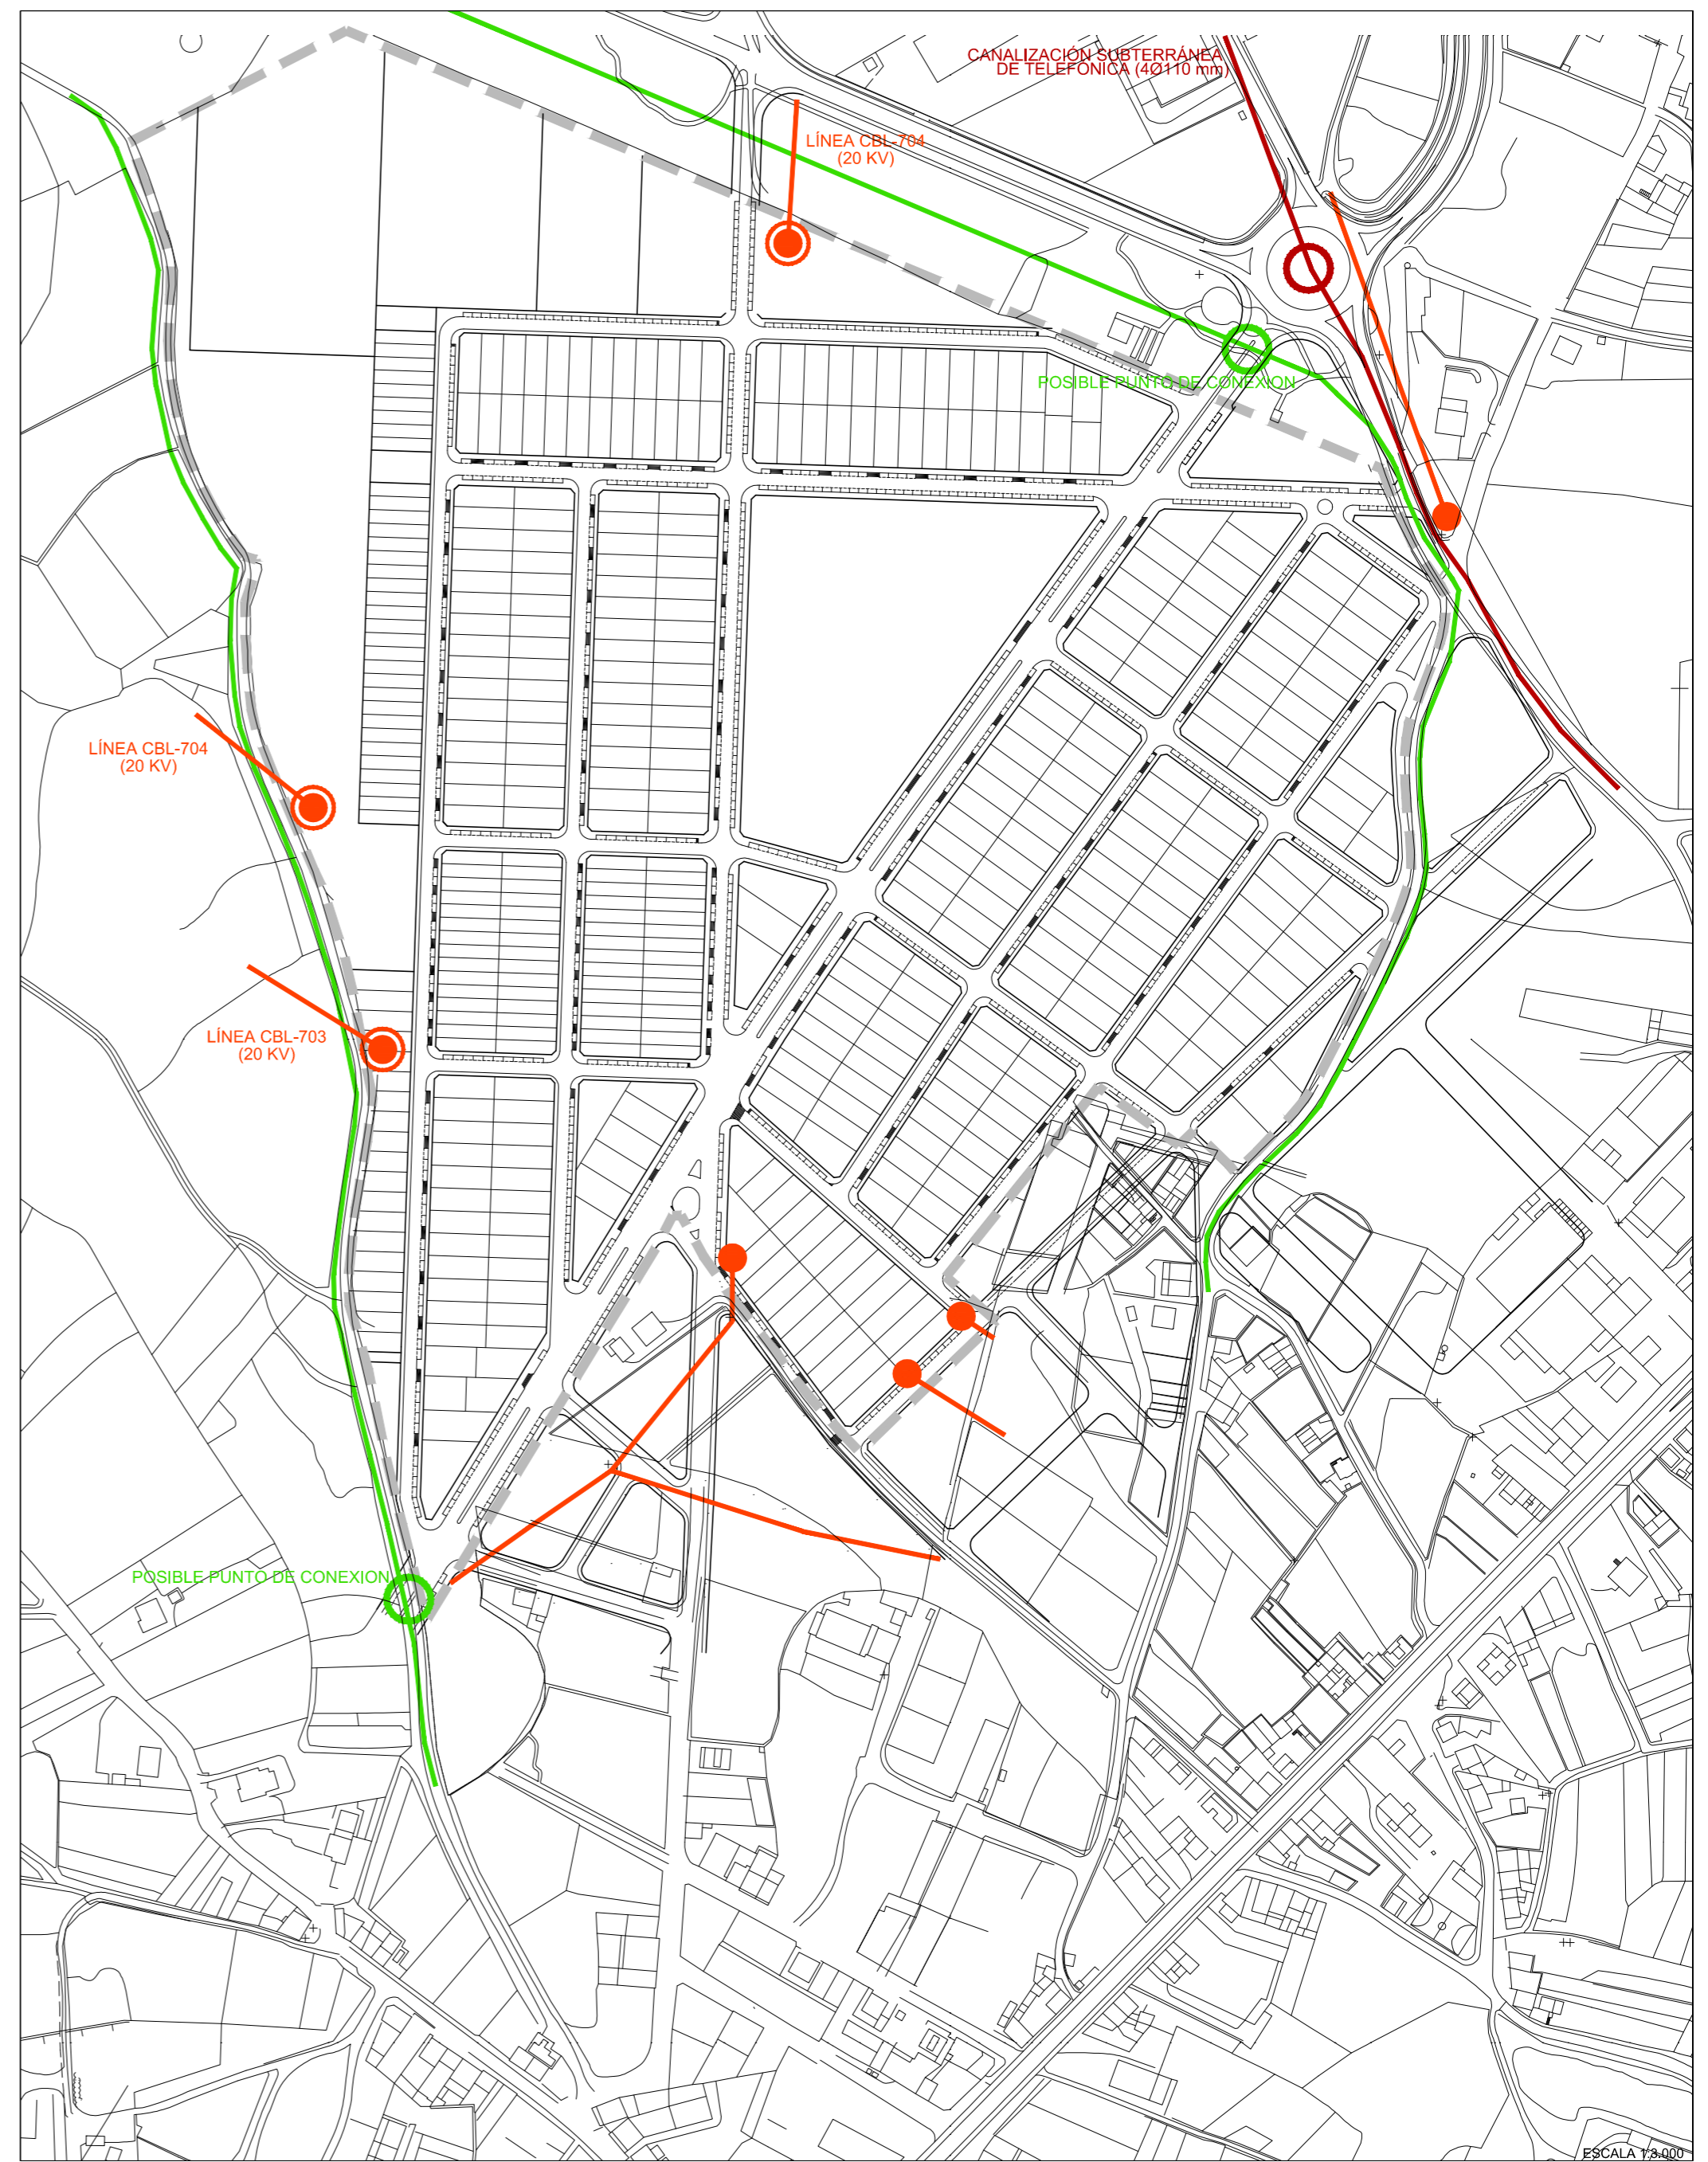 CANALIZACIÓN SUBTERRÁNEA
DE TELEFÓNICA (4Ø110 mm)
LÍNEA CBL-704
(20 KV)
POSIBLE PUNTO DE CONEXION
LÍNEA CBL-704
(20 KV)
LÍNEA CBL-703
(20 KV)
POSIBLE PUNTO DE CONEXION
ESCALA 1:3.000